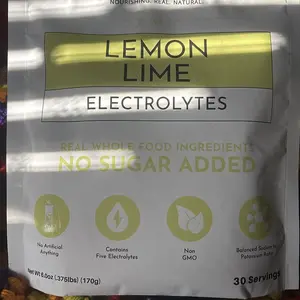 NOURISHING. REAL. NATURAL.
LEMON
LIME
ELECTROLYTES
REAL WHOLE FOOD INGREDIENTS
NO SUGAR ADDED
No Artificial
Anything
Contains
Five Electrolytes
Non
GMO
Balanced Sodium
Potassium Ratio
Net Wt 6.0oz (.375lbs) (170g)
30 Servings